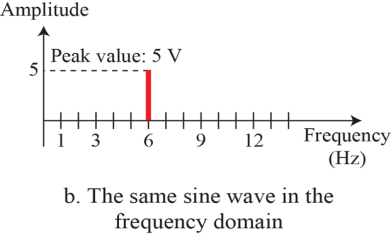 Amplitude
Peak value: 5 V
5
1 3 6 9 12 Frequency
(Hz)
b. The same sine wave in the
frequency domain